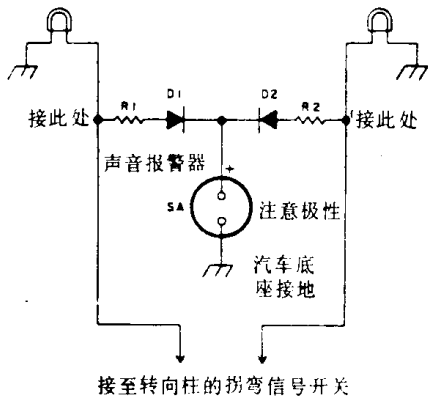 R1 D1 D2 R2
接此处 接此处
声音报警器 +
SA 注意极性
汽车底
座接地
接至转向柱的拐弯信号开关